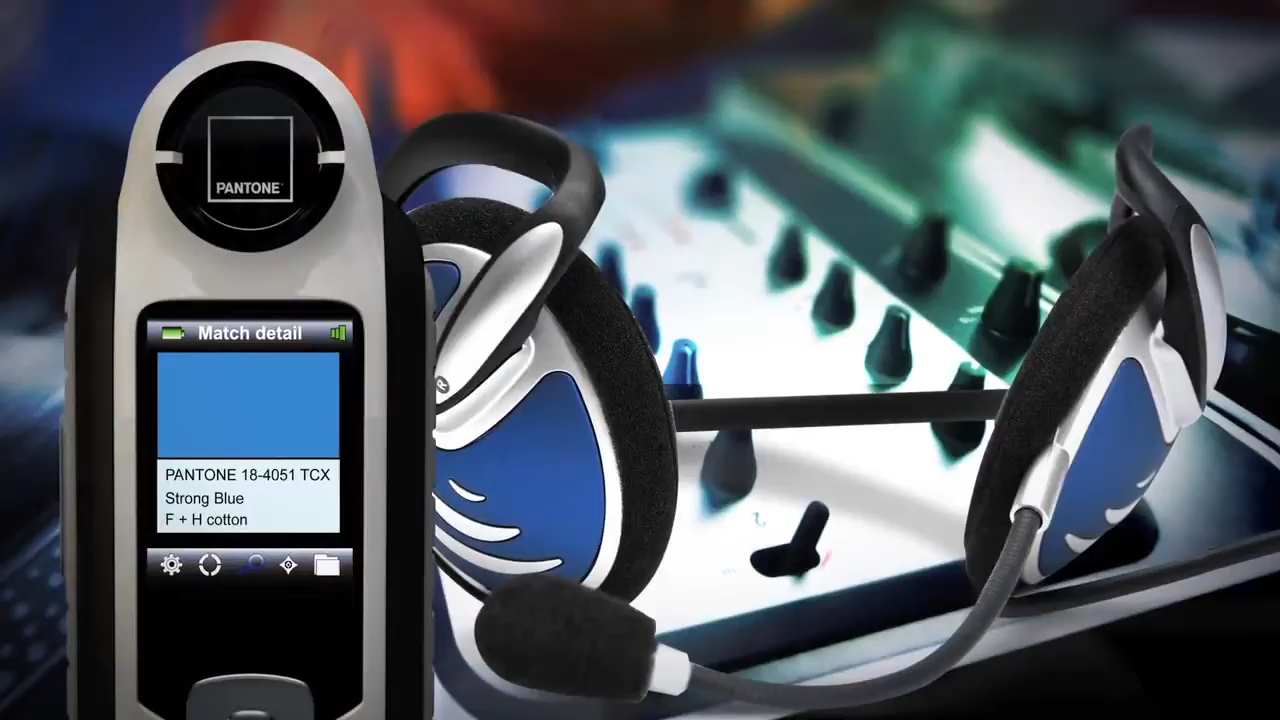 PANTONE®
Match detail
PANTONE 18-4051 TCX
Strong Blue
F + H cotton
R